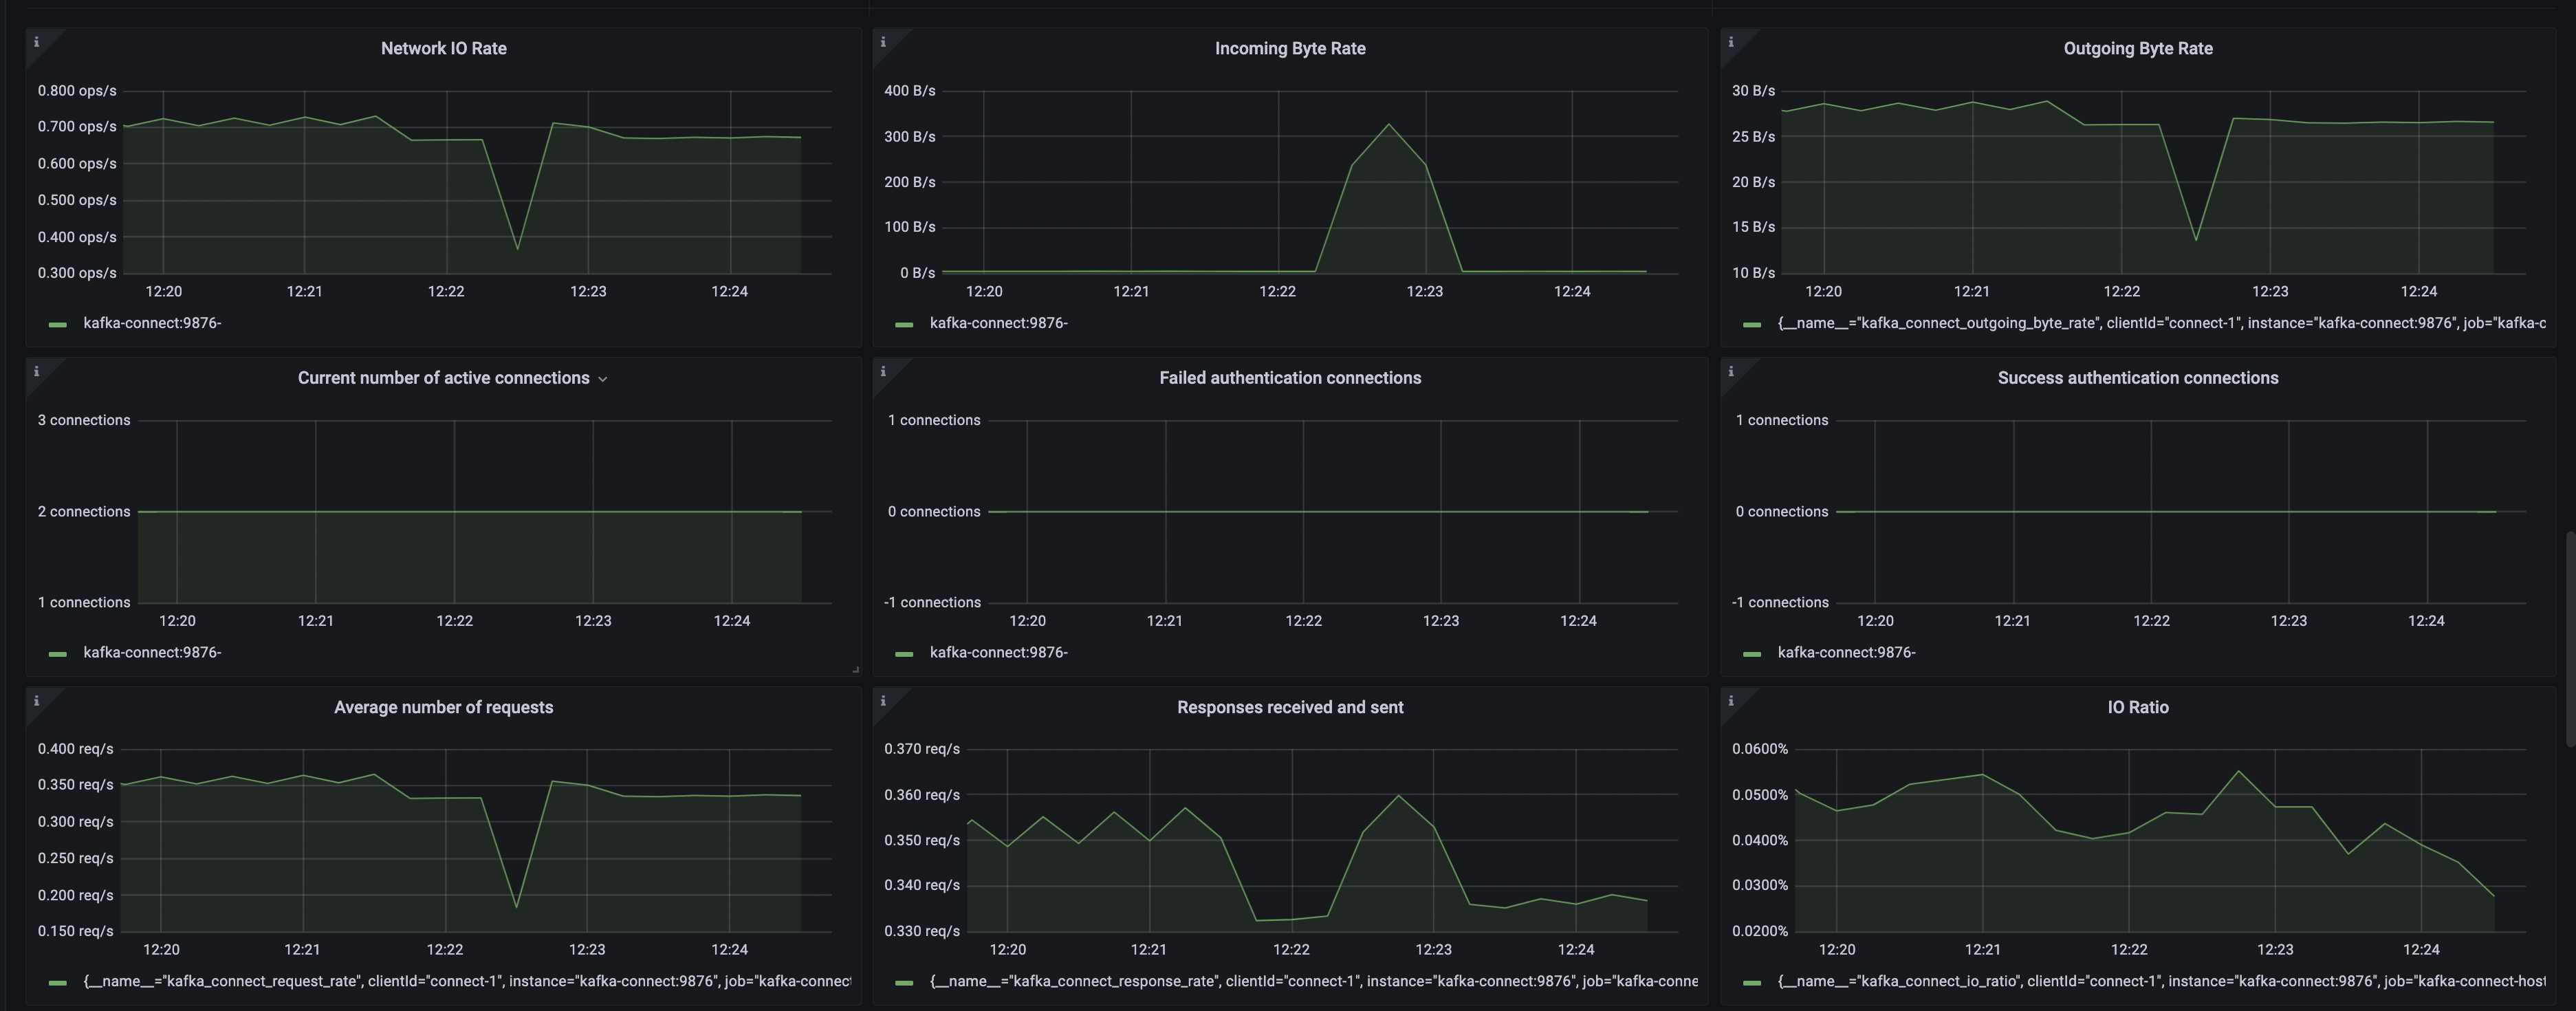 Network IO Rate
0.800 ops/s
0.700 ops/s
0.600 ops/s
0.500 ops/s
0.400 ops/s
0.300 ops/s
12:20 12:21 12:22 12:23 12:24
kafka-connect:9876-
Incoming Byte Rate
400 B/s
300 B/s
200 B/s
100 B/s
0 B/s
12:20 12:21 12:22 12:23 12:24
kafka-connect:9876-
Outgoing Byte Rate
30 B/s
25 B/s
20 B/s
15 B/s
10 B/s
12:20 12:21 12:22 12:23 12:24
{__name__="kafka_connect_outgoing_byte_rate", clientId="connect-1", instance="kafka-connect:9876", job="kafka-c
Current number of active connections
3 connections
2 connections
1 connections
12:20 12:21 12:22 12:23 12:24
kafka-connect:9876-
Failed authentication connections
1 connections
0 connections
-1 connections
12:20 12:21 12:22 12:23 12:24
kafka-connect:9876-
Success authentication connections
1 connections
0 connections
-1 connections
12:20 12:21 12:22 12:23 12:24
kafka-connect:9876-
Average number of requests
0.400 req/s
0.350 req/s
0.300 req/s
0.250 req/s
0.200 req/s
0.150 req/s
12:20 12:21 12:22 12:23 12:24
{__name__="kafka_connect_request_rate", clientId="connect-1", instance="kafka-connect:9876", job="kafka-connect
Responses received and sent
0.370 req/s
0.360 req/s
0.350 req/s
0.340 req/s
0.330 req/s
12:20 12:21 12:22 12:23 12:24
{__name__="kafka_connect_response_rate", clientId="connect-1", instance="kafka-connect:9876", job="kafka-conne
IO Ratio
0.0600%
0.0500%
0.0400%
0.0300%
0.0200%
12:20 12:21 12:22 12:23 12:24
{__name__="kafka_connect_io_ratio", clientId="connect-1", instance="kafka-connect:9876", job="kafka-connect-host